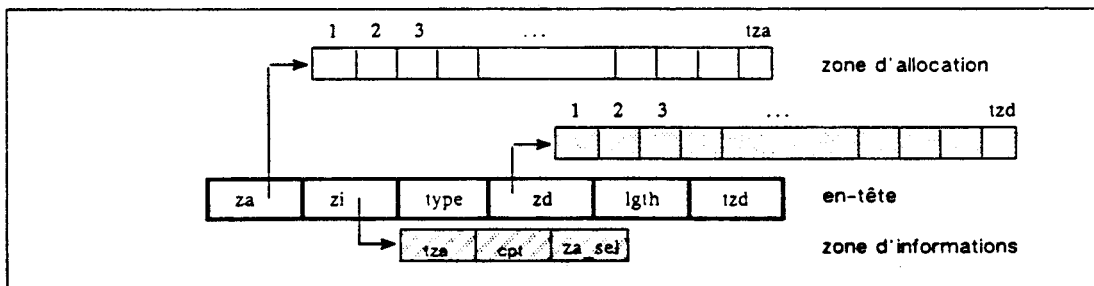 1 2 3 ... tza
zone d'allocation
1 2 3 ... tzd
za zi type zd lgth tzd
en-tête
tza cpt za_sel
zone d'informations